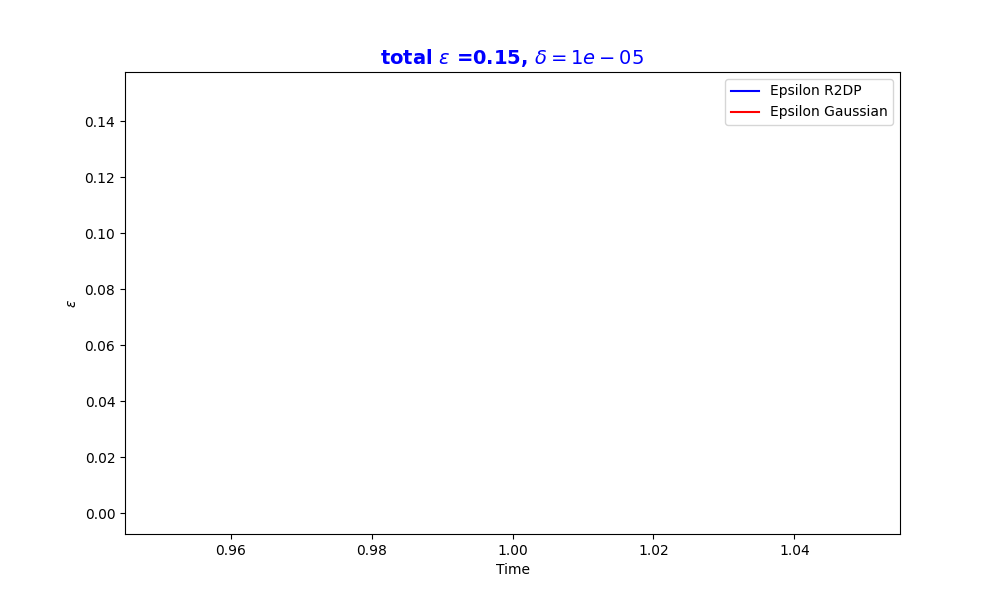 total ε =0.15, δ = 1e − 05
Epsilon R2DP
Epsilon Gaussian
0.14
0.12
0.10
0.08
0.06
0.04
0.02
0.00
ε
0.96 0.98 1.00 1.02 1.04
Time